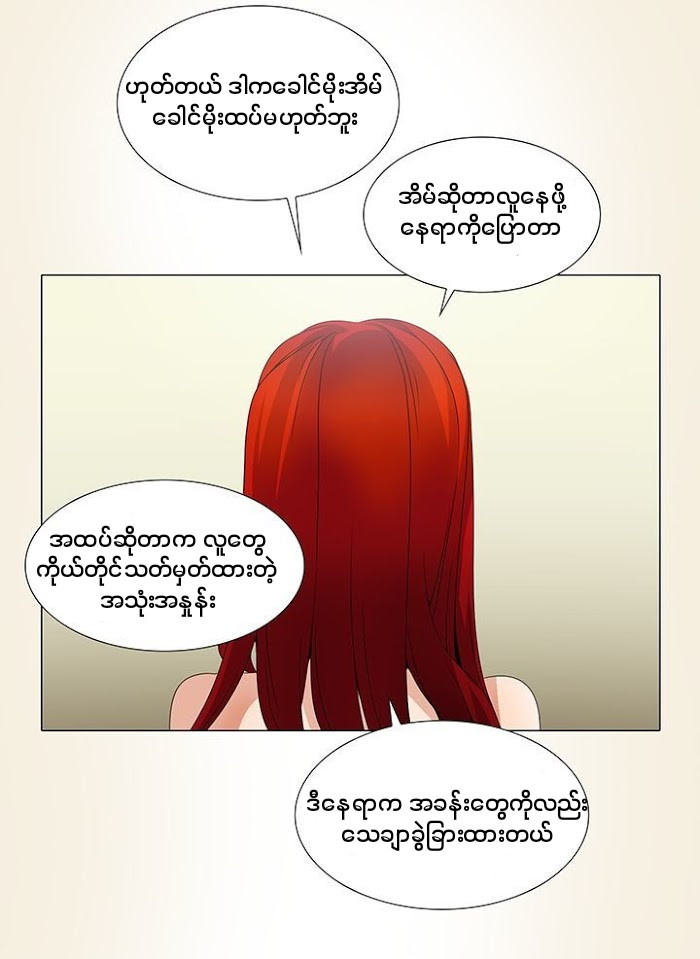 ဟုတ်တယ် ဒါကခေါင်မိုးအိမ်
ခေါင်မိုးထပ်မဟုတ်ဘူး
အိမ်ဆိုတာလူနေဖို့
နေရာကိုပြောတာ
အထပ်ဆိုတာက လူတွေ
ကိုယ်တိုင်သတ်မှတ်ထားတဲ့
အသုံးအနှုန်း
ဒီနေရာက အခန်းတွေကိုလည်း
သေချာခွဲခြားထားတယ်